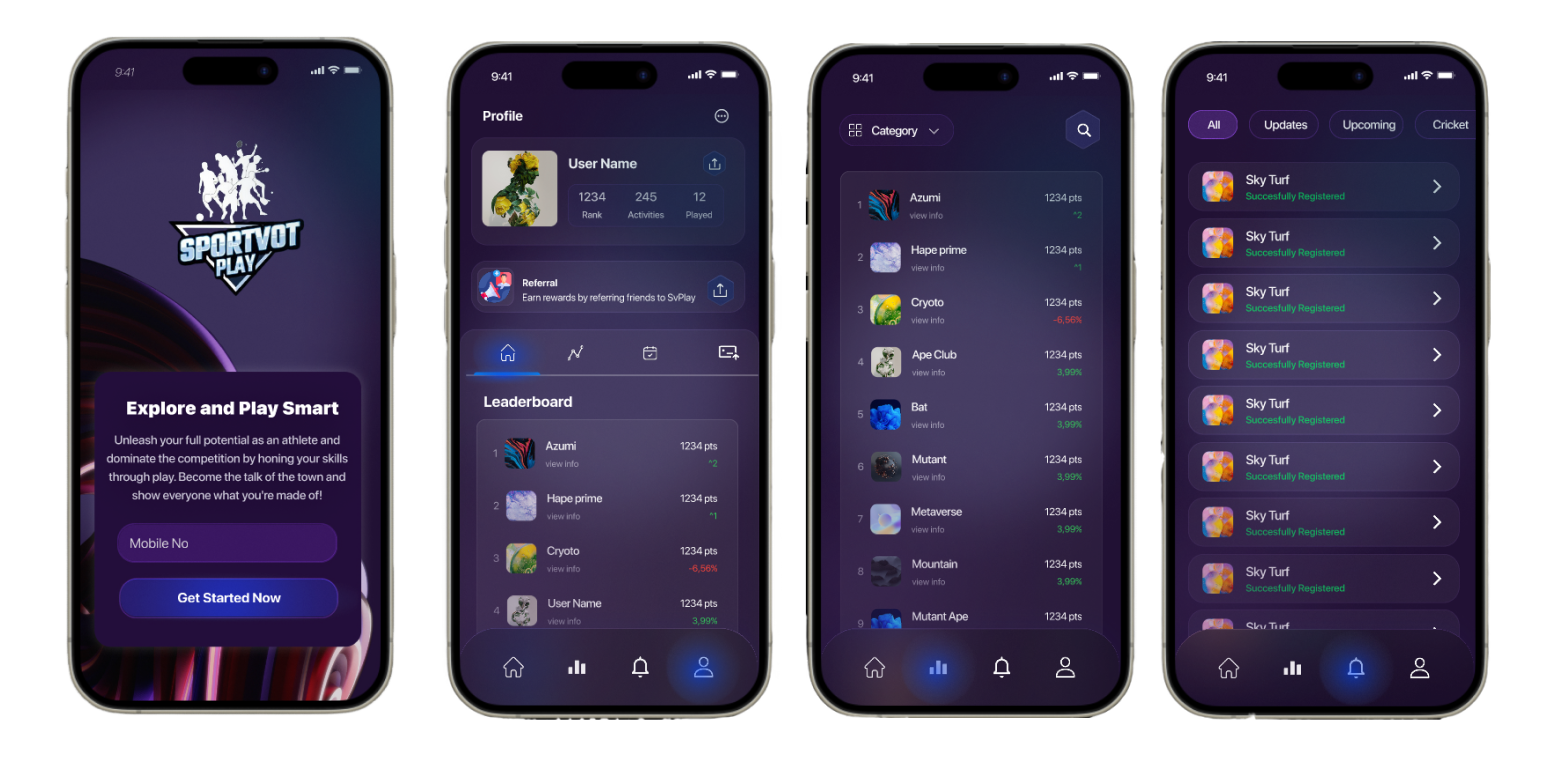 9:41
SPORTVOT
PLAY
Explore and Play Smart
Unleash your full potential as an athlete and
dominate the competition by honing your skills
through play. Become the talk of the town and
show everyone what you're made of!
Mobile No
Get Started Now
9:41
Profile
User Name
1234 245 12
Rank Activities Played
Referral
Earn rewards by referring friends to SvPlay
Leaderboard
1 Azumi 1234 pts
view info ^2
2 Hape prime 1234 pts
view info ^1
3 Cryoto 1234 pts
view info -6,56%
4 User Name 1234 pts
view info 3,99%
9:41
Category
1 Azumi 1234 pts
view info ^2
2 Hape prime 1234 pts
view info ^1
3 Cryoto 1234 pts
view info -6,56%
4 Ape Club 1234 pts
view info 3,99%
5 Bat 1234 pts
view info 3,99%
6 Mutant 1234 pts
view info 3,99%
7 Metaverse 1234 pts
view info 3,99%
8 Mountain 1234 pts
view info 3,99%
9 Mutant Ape 1234 pts
9:41
All Updates Upcoming Cricket
Sky Turf
Succesfully Registered
Sky Turf
Succesfully Registered
Sky Turf
Succesfully Registered
Sky Turf
Succesfully Registered
Sky Turf
Succesfully Registered
Sky Turf
Succesfully Registered
Sky Turf
Succesfully Registered
Sky Turf
Succesfully Registered
Sky Turf